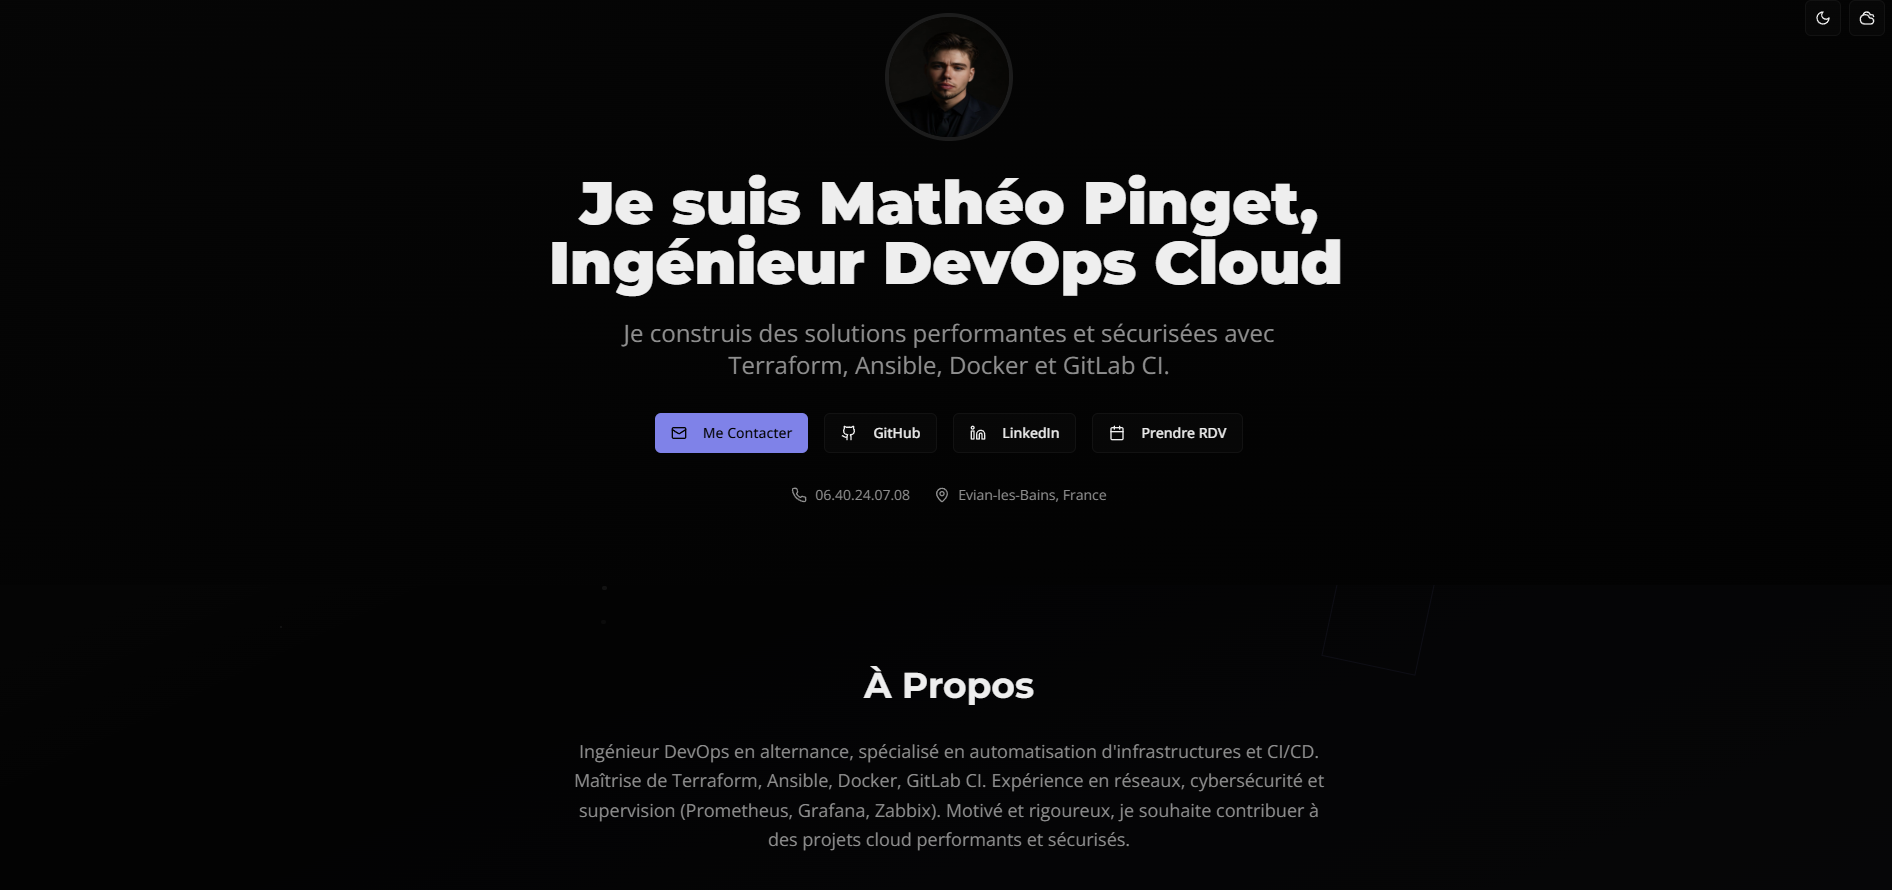 Je suis Mathéo Pinget,
Ingénieur DevOps Cloud
Je construis des solutions performantes et sécurisées avec
Terraform, Ansible, Docker et GitLab CI.
Me Contacter
GitHub
LinkedIn
Prendre RDV
06.40.24.07.08
Evian-les-Bains, France
À Propos
Ingénieur DevOps en alternance, spécialisé en automatisation d'infrastructures et CI/CD.
Maîtrise de Terraform, Ansible, Docker, GitLab CI. Expérience en réseaux, cybersécurité et
supervision (Prometheus, Grafana, Zabbix). Motivé et rigoureux, je souhaite contribuer à
des projets cloud performants et sécurisés.